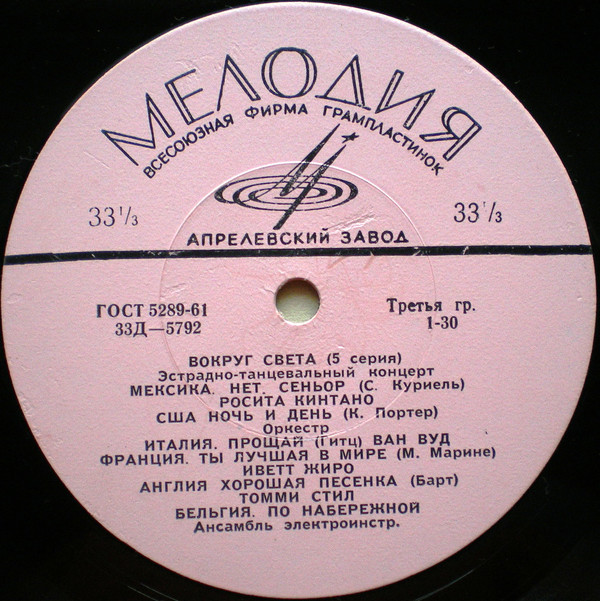 МЕЛОДИЯ
ВСЕСОЮЗНАЯ ФИРМА ГРАМПЛАСТИНОК
33⅓ 33⅓
АПРЕЛЕВСКИЙ ЗАВОД
ГОСТ 5289-61 Третья гр.
33Д—5792 1-30
ВОКРУГ СВЕТА (5 серия)
Эстрадно-танцевальный концерт
МЕКСИКА. НЕТ, СЕНЬОР (С. Куриель)
РОСИТА КИНТАНО
США НОЧЬ И ДЕНЬ (К. Портер)
Оркестр
ИТАЛИЯ. ПРОЩАЙ (Гитц) ВАН ВУД
ФРАНЦИЯ. ТЫ ЛУЧШАЯ В МИРЕ (М. Марине)
ИВЕТТ ЖИРО
АНГЛИЯ ХОРОШАЯ ПЕСЕНКА (Барт)
ТОММИ СТИЛ
БЕЛЬГИЯ. ПО НАБЕРЕЖНОЙ
Ансамбль электроинстр.